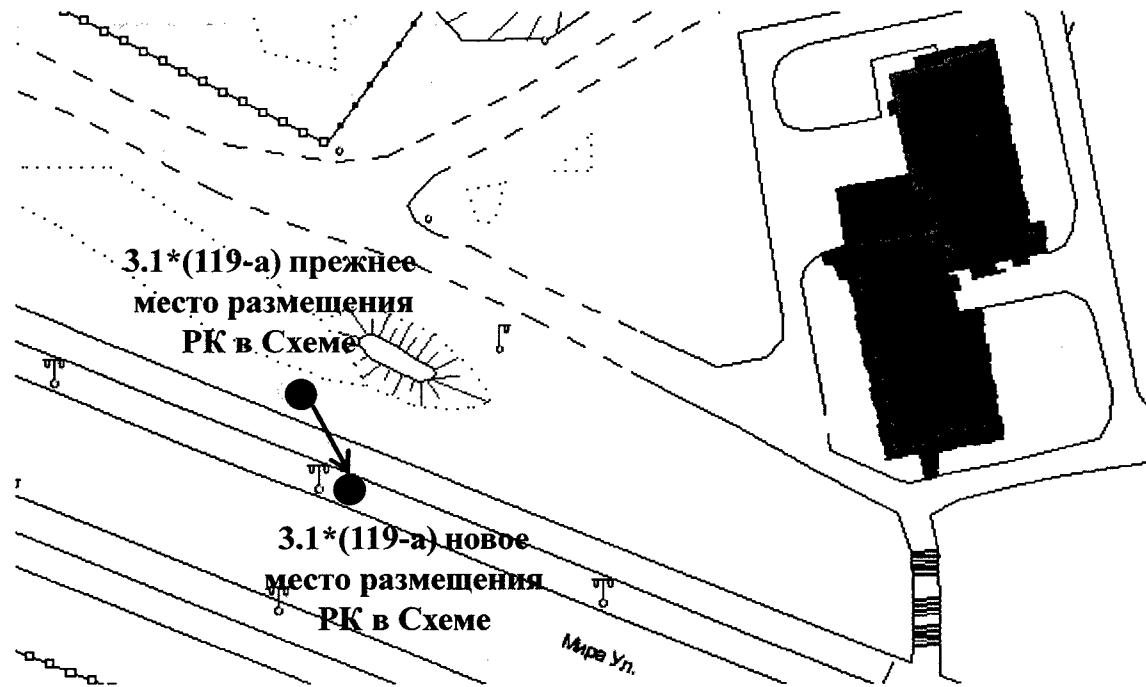 3.1*(119-а) прежнее
место размещения
РК в Схеме
3.1*(119-а) новое
место размещения
РК в Схеме
Мира Ул.